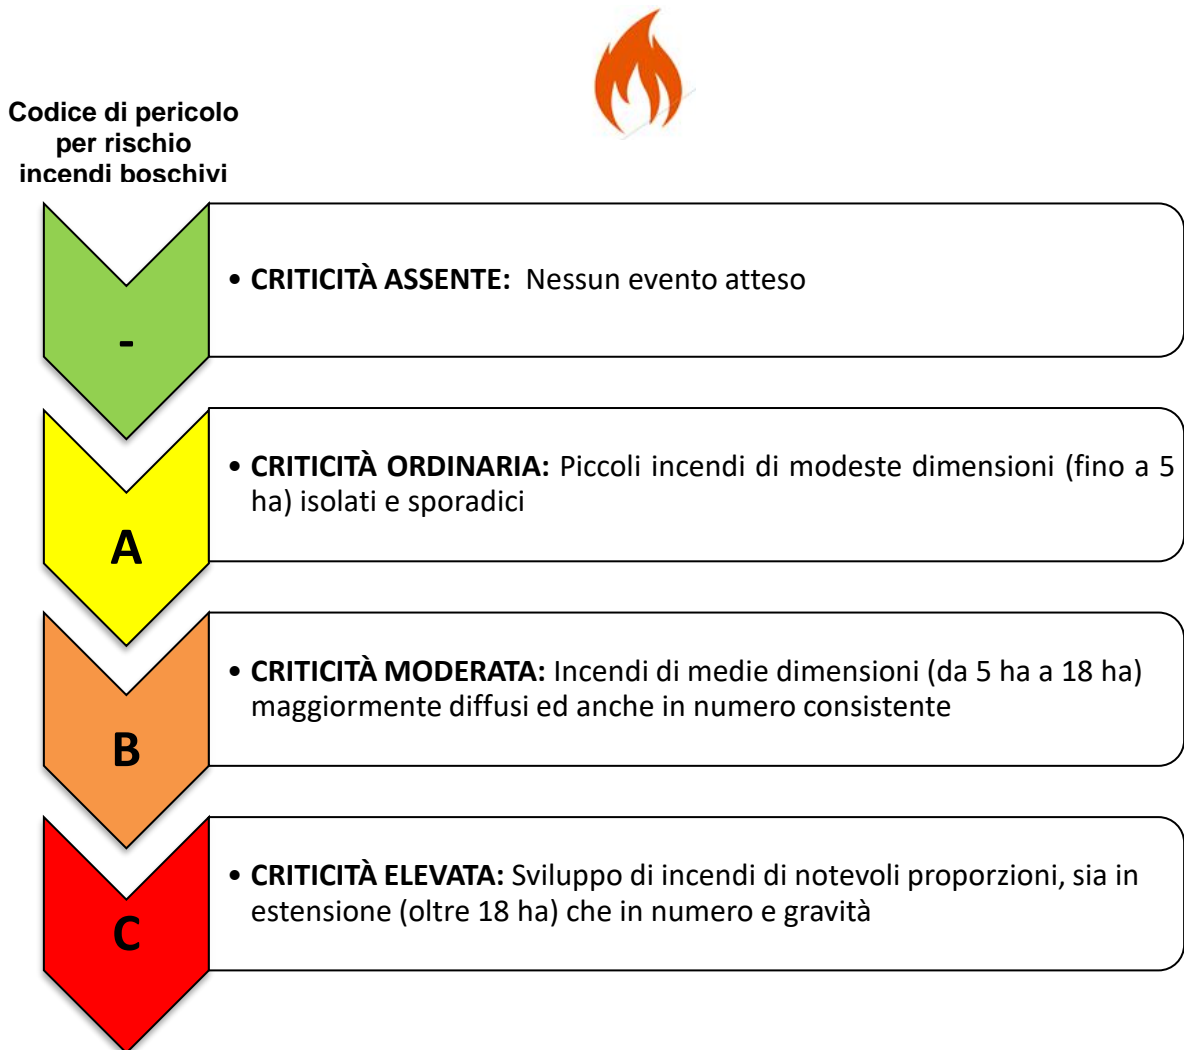 Codice di pericolo
per rischio
incendi boschivi
-
• CRITICITÀ ASSENTE: Nessun evento atteso
A
• CRITICITÀ ORDINARIA: Piccoli incendi di modeste dimensioni (fino a 5
ha) isolati e sporadici
B
• CRITICITÀ MODERATA: Incendi di medie dimensioni (da 5 ha a 18 ha)
maggiormente diffusi ed anche in numero consistente
C
• CRITICITÀ ELEVATA: Sviluppo di incendi di notevoli proporzioni, sia in
estensione (oltre 18 ha) che in numero e gravità